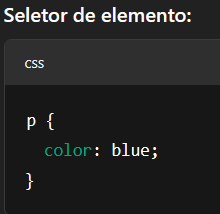 Seletor de elemento:
css
p {
  color: blue;
}